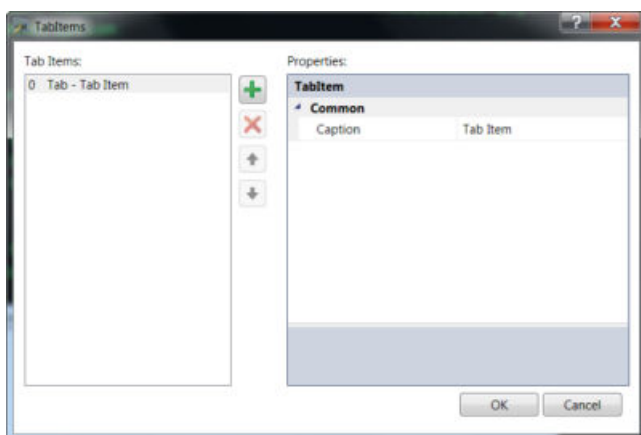 TabItems
Tab Items:
Properties:
0 Tab - Tab Item
TabItem
Common
Caption Tab Item
OK Cancel